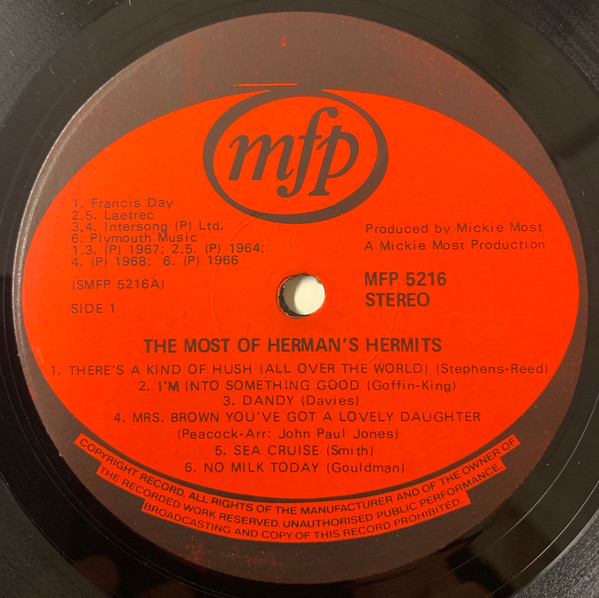 mfp
1. Francis Day
2.5. Laetrec
3,4. Intersong (P) Ltd.
6. Plymouth Music
1.3. (P) 1967; 2.5. (P) 1964;
4. (P) 1968; 6. (P) 1966
(SMFP 5216A)
SIDE 1
Produced by Mickie Most
A Mickie Most Production
MFP 5216
STEREO
THE MOST OF HERMAN'S HERMITS
1. THERE'S A KIND OF HUSH (ALL OVER THE WORLD) (Stephens-Reed)
2. I'M INTO SOMETHING GOOD (Goffin-King)
3. DANDY (Davies)
4. MRS. BROWN YOU'VE GOT A LOVELY DAUGHTER
(Peacock-Arr: John Paul Jones)
5. SEA CRUISE (Smith)
6. NO MILK TODAY (Gouldman)
COPYRIGHT RECORD. ALL RIGHTS OF THE MANUFACTURER AND OF THE OWNER OF
THE RECORDED WORK RESERVED. UNAUTHORISED PUBLIC PERFORMANCE,
BROADCASTING AND COPY OF THIS RECORD PROHIBITED.